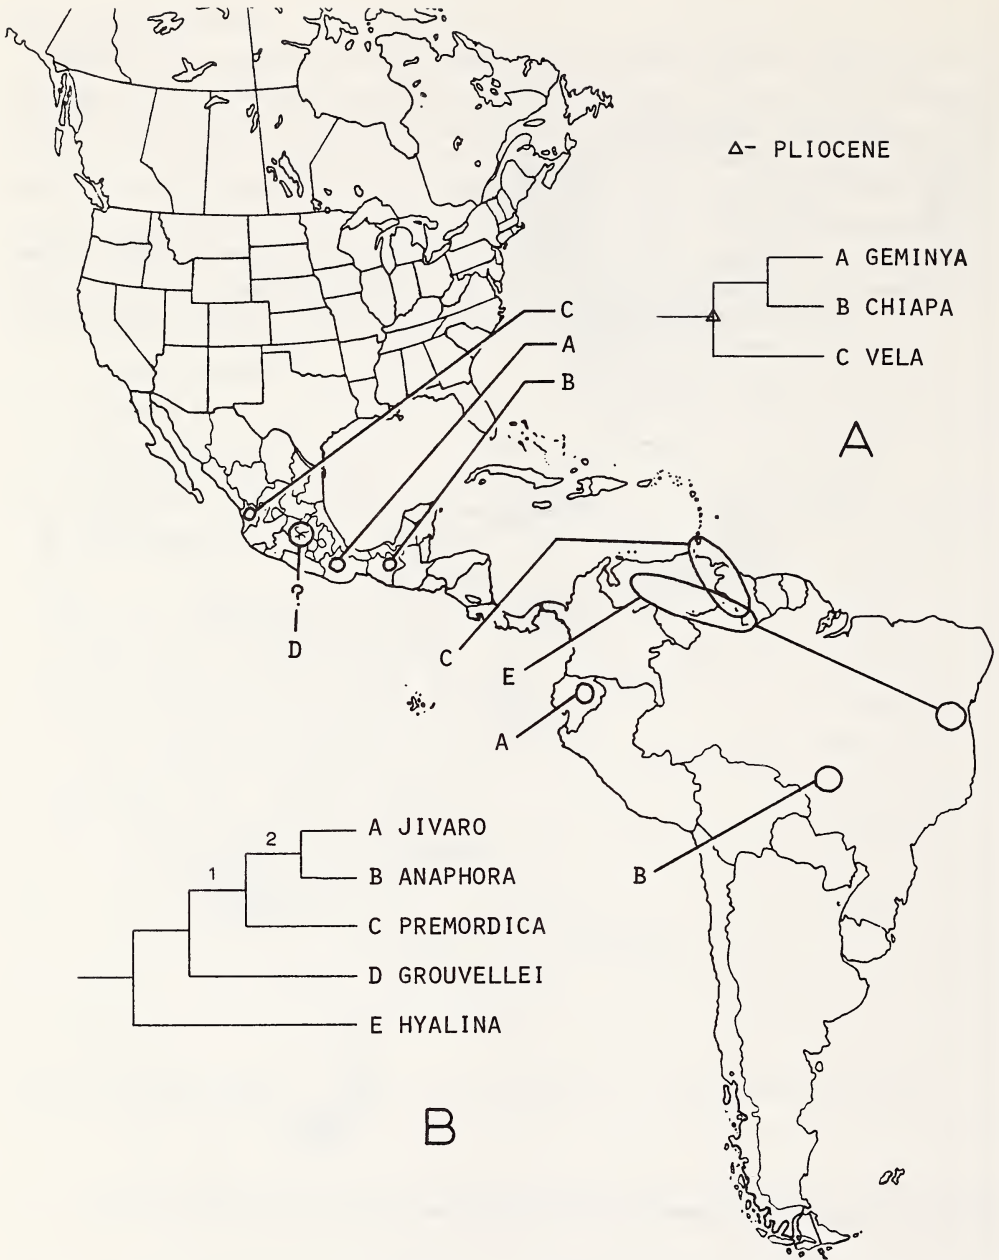 △- PLIOCENE
A GEMINYA
B CHIAPA
C VELA
A
C
A
B
?
D
C
E
A
B
2
1
A JIVARO
B ANAPHORA
C PREMORDICA
D GROUVELLEI
E HYALINA
B